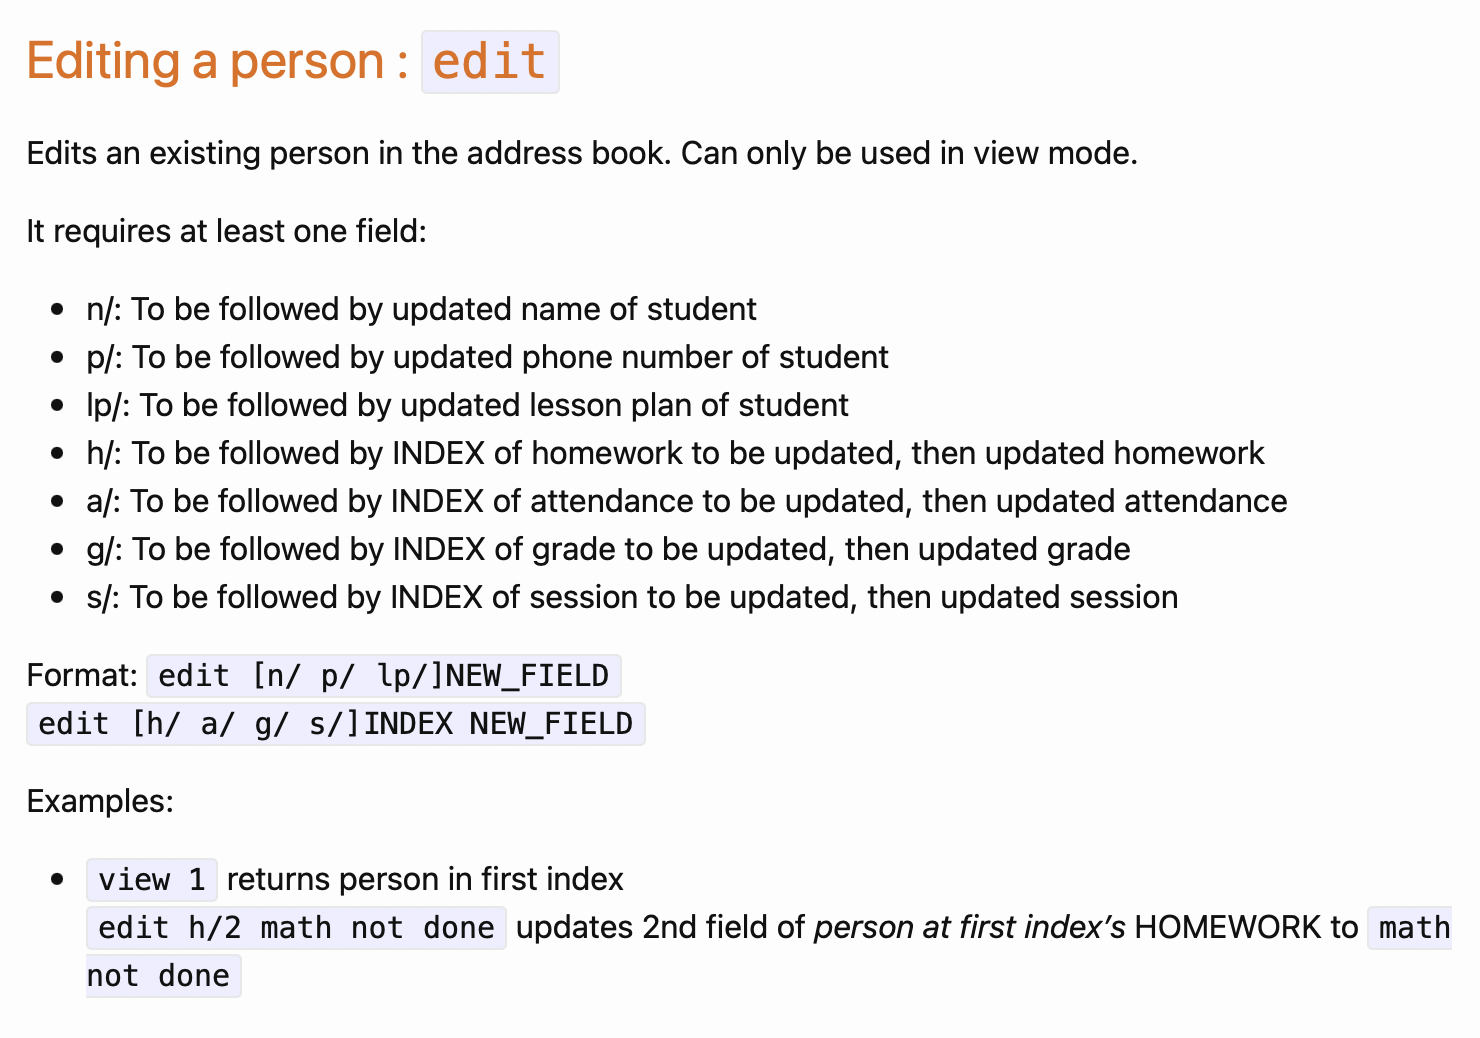 Editing a person : edit
Edits an existing person in the address book. Can only be used in view mode.
It requires at least one field:
• n/: To be followed by updated name of student
• p/: To be followed by updated phone number of student
• lp/: To be followed by updated lesson plan of student
• h/: To be followed by INDEX of homework to be updated, then updated homework
• a/: To be followed by INDEX of attendance to be updated, then updated attendance
• g/: To be followed by INDEX of grade to be updated, then updated grade
• s/: To be followed by INDEX of session to be updated, then updated session
Format: edit [n/ p/ lp/]NEW_FIELD
edit [h/ a/ g/ s/]INDEX NEW_FIELD
Examples:
• view 1 returns person in first index
edit h/2 math not done updates 2nd field of person at first index’s HOMEWORK to math
not done